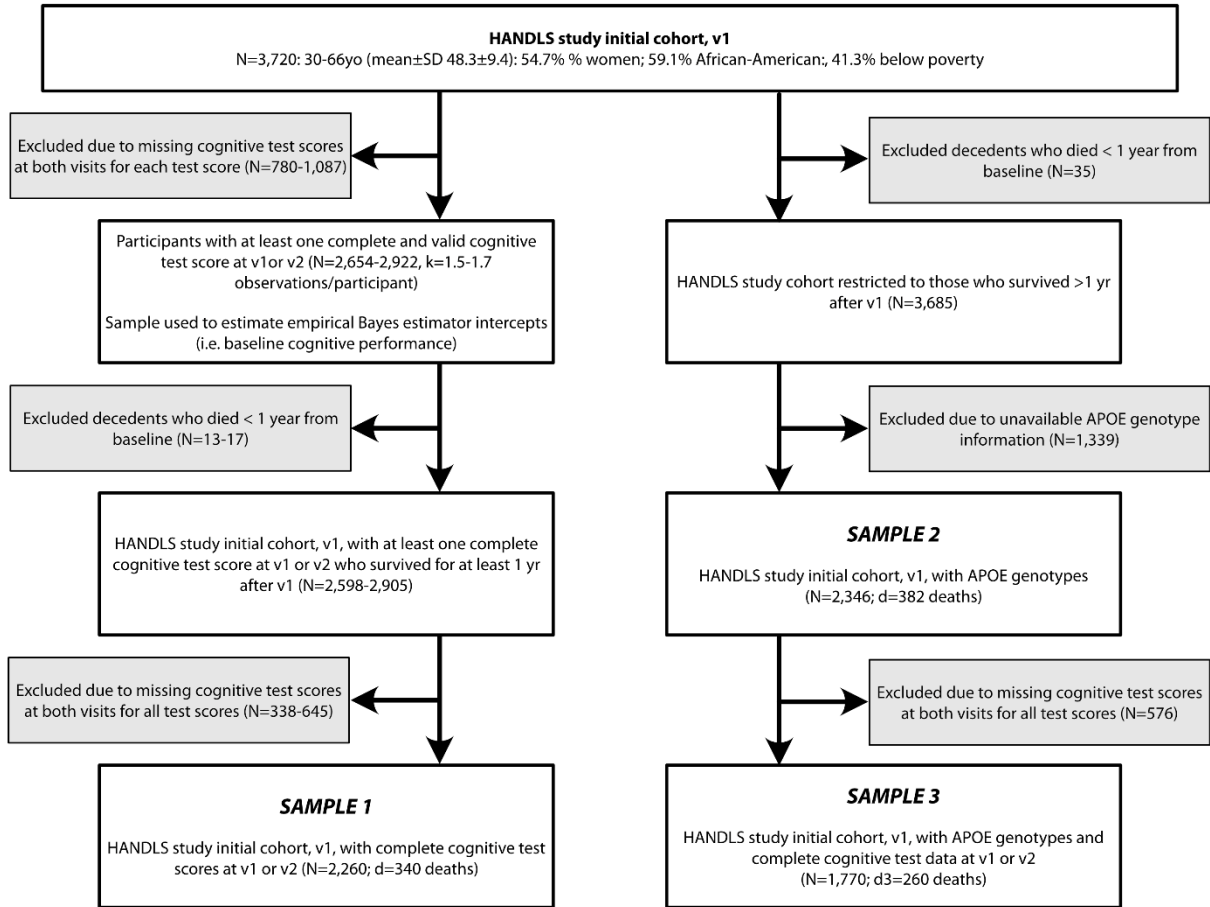 HANDLS study initial cohort, v1
N=3,720: 30-66yo (mean±SD 48.3±9.4): 54.7% % women; 59.1% African-American:, 41.3% below poverty
Excluded due to missing cognitive test scores
at both visits for each test score (N=780-1,087)
Excluded decedents who died < 1 year from
baseline (N=35)
Participants with at least one complete and valid cognitive
test score at v1or v2 (N=2,654-2,922, k=1.5-1.7
observations/participant)
Sample used to estimate empirical Bayes estimator intercepts
(i.e. baseline cognitive performance)
HANDLS study cohort restricted to those who survived >1 yr
after v1 (N=3,685)
Excluded decedents who died < 1 year from
baseline (N=13-17)
Excluded due to unavailable APOE genotype
information (N=1,339)
HANDLS study initial cohort, v1, with at least one complete
cognitive test score at v1 or v2 who survived for at least 1 yr
after v1 (N=2,598-2,905)
SAMPLE 2
HANDLS study initial cohort, v1, with APOE genotypes
(N=2,346; d=382 deaths)
Excluded due to missing cognitive test scores
at both visits for all test scores (N=338-645)
Excluded due to missing cognitive test scores
at both visits for all test scores (N=576)
SAMPLE 1
HANDLS study initial cohort, v1, with complete cognitive test
scores at v1 or v2 (N=2,260; d=340 deaths)
SAMPLE 3
HANDLS study initial cohort, v1, with APOE genotypes and
complete cognitive test data at v1 or v2
(N=1,770; d3=260 deaths)